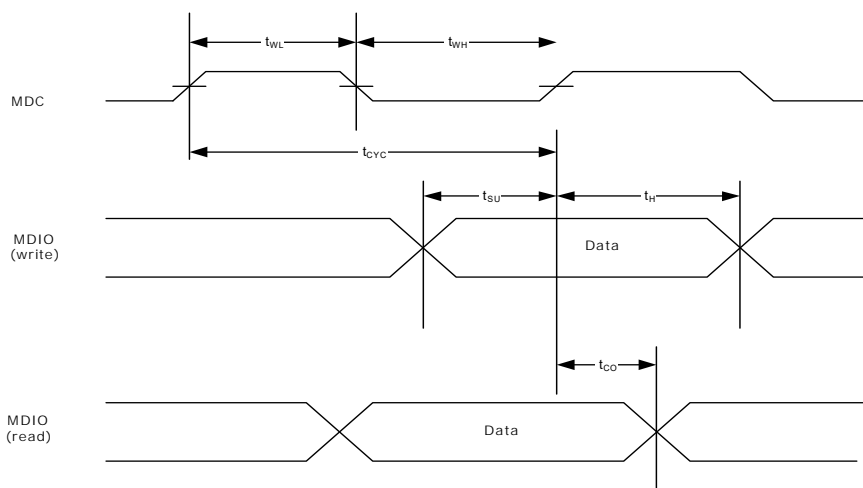 tWL
tWH
MDC
tCYC
tSU
tH
MDIO
(write)
Data
tCO
MDIO
(read)
Data